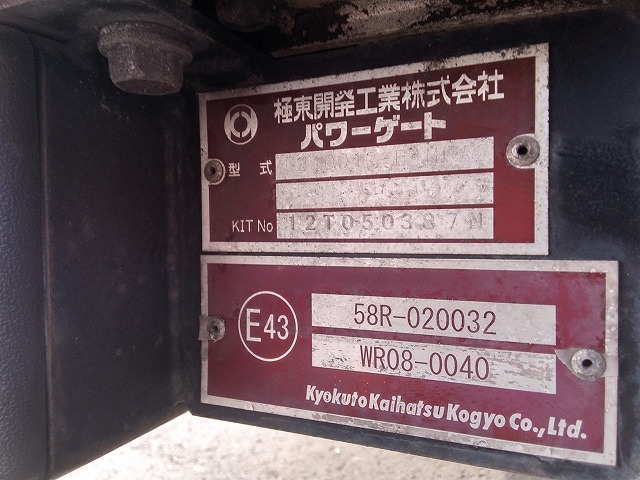 極東開発工業株式会社
パワーゲート
型式
KIT No 12T050387N
E43
58R-020032
WR08-0040
Kyokuto Kaihatsu Kogyo Co., Ltd.